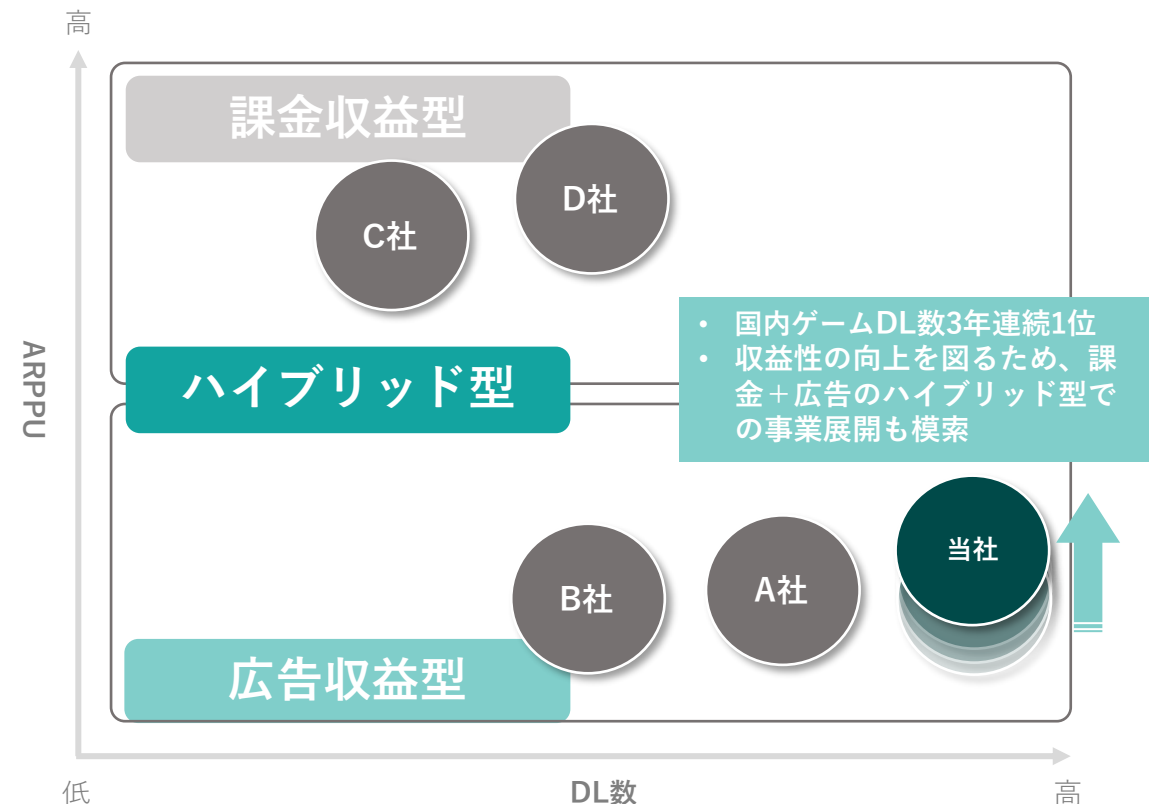 高
課金収益型
D社
C社
• 国内ゲームDL数3年連続1位
• 収益性の向上を図るため、課
金＋広告のハイブリッド型で
の事業展開も模索
ARPPU
ハイブリッド型
当社
A社
B社
広告収益型
低
DL数
高